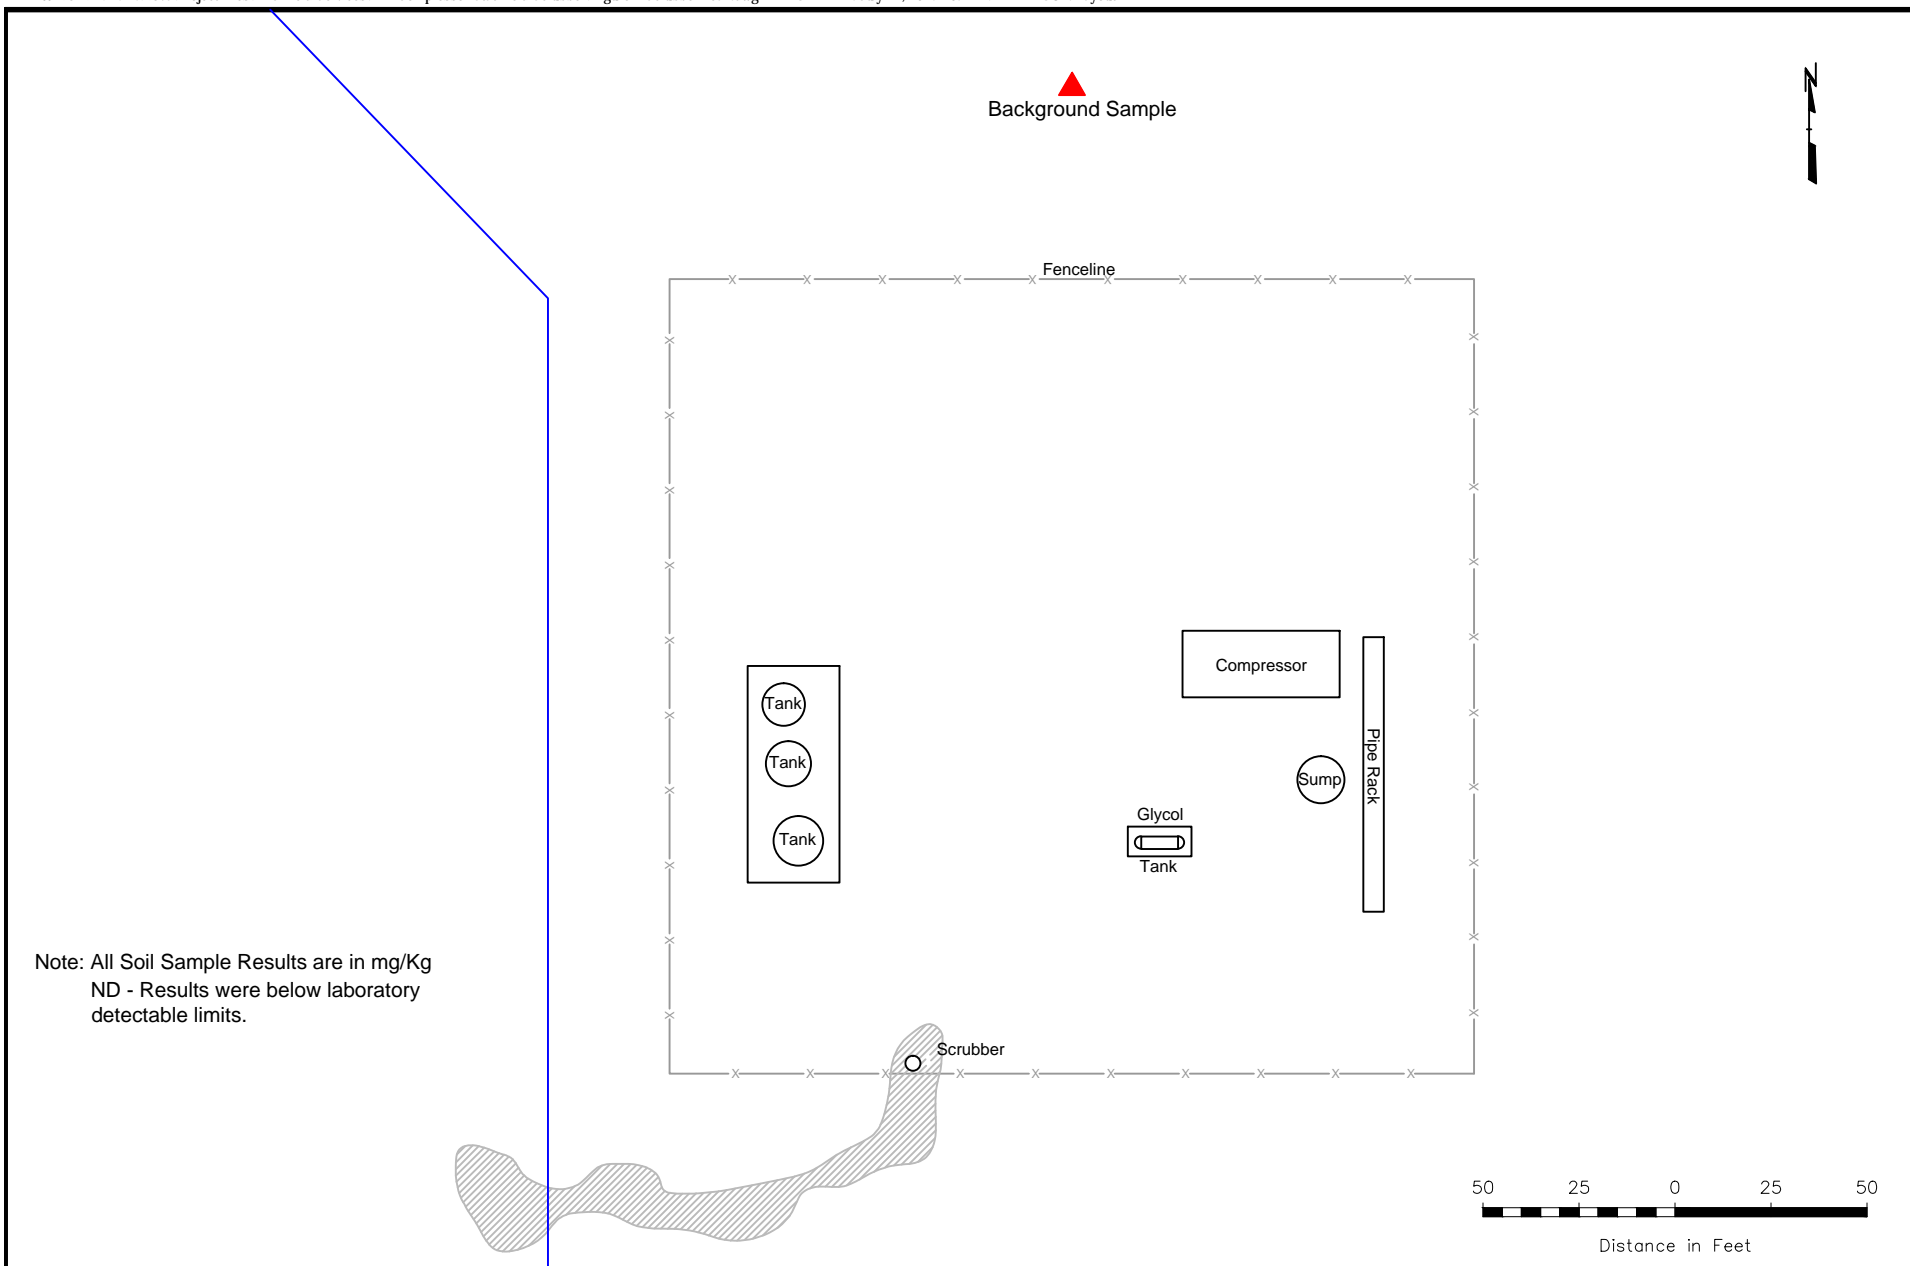 Background Sample
N
Fenceline
Compressor
Tank
Tank
Tank
Pipe Rack
Sump
Glycol
Tank
Note: All Soil Sample Results are in mg/Kg
ND - Results were below laboratory
detectable limits.
Scrubber
50 25 0 25 50
Distance in Feet